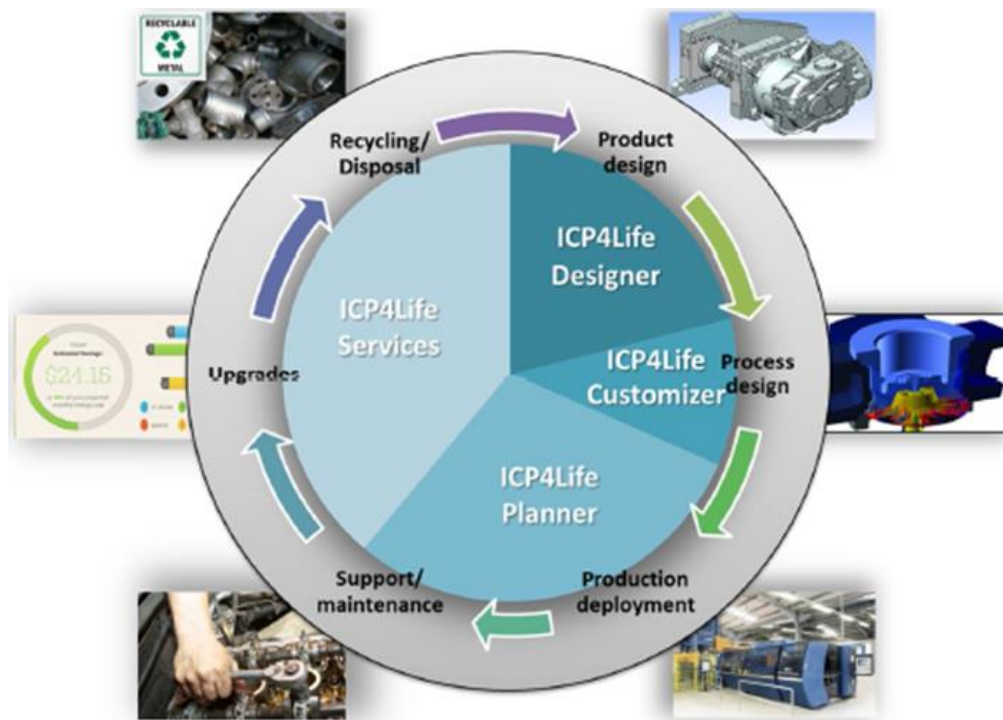 RECYCLABLE
METAL
Recycling/
Disposal
Product
design
ICP4Life
Designer
ICP4Life
Services
ICP4Life
Customizer
Process
design
Upgrades
$24.15
ICP4Life
Planner
Support/
maintenance
Production
deployment